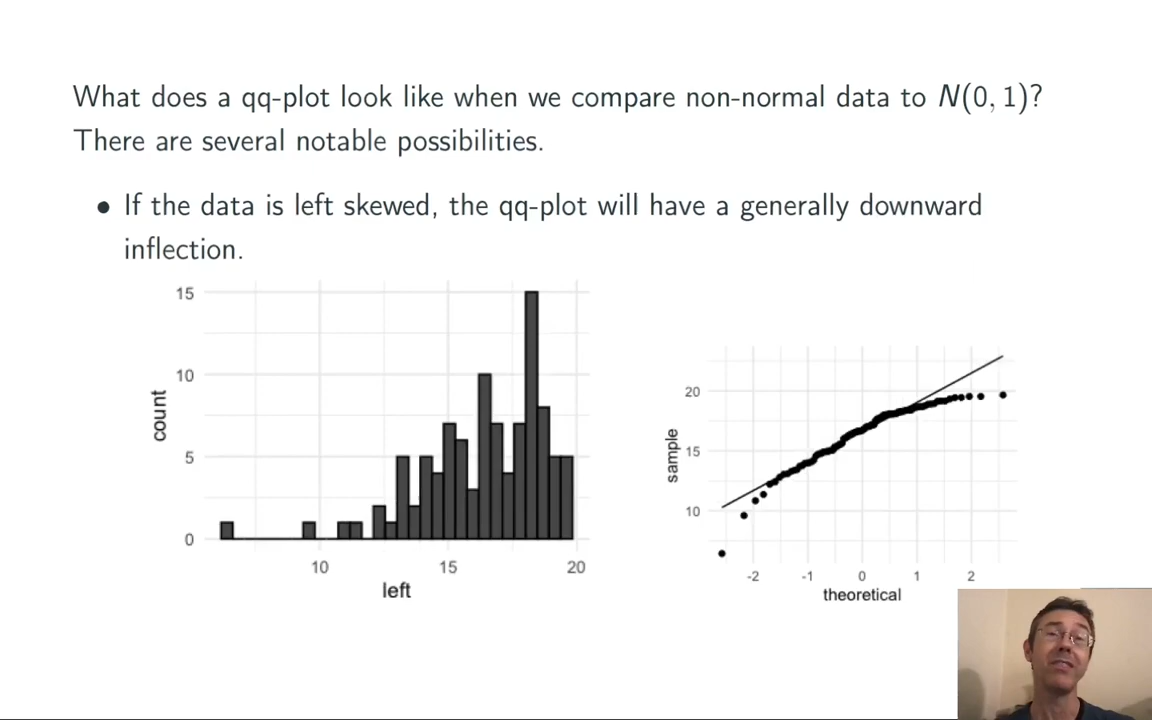 What does a qq-plot look like when we compare non-normal data to N(0, 1)?
There are several notable possibilities.
• If the data is left skewed, the qq-plot will have a generally downward
inflection.
15
10
5
0
count
10 15 20
left
20
15
10
sample
-2 -1 0 1 2
theoretical